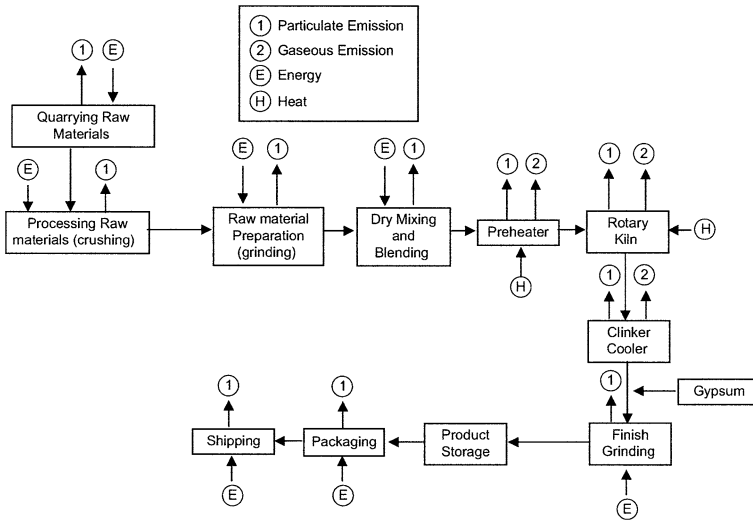 1 Particulate Emission
2 Gaseous Emission
E Energy
H Heat
1 E
Quarrying Raw
Materials
E 1
Processing Raw
materials (crushing)
E 1
Raw material
Preparation
(grinding)
E 1
Dry Mixing
and
Blending
1 2
Preheater
H
1 2
Rotary
Kiln
H
1 2
Clinker
Cooler
Gypsum
1
Finish
Grinding
E
Product
Storage
1
Packaging
E
1
Shipping
E